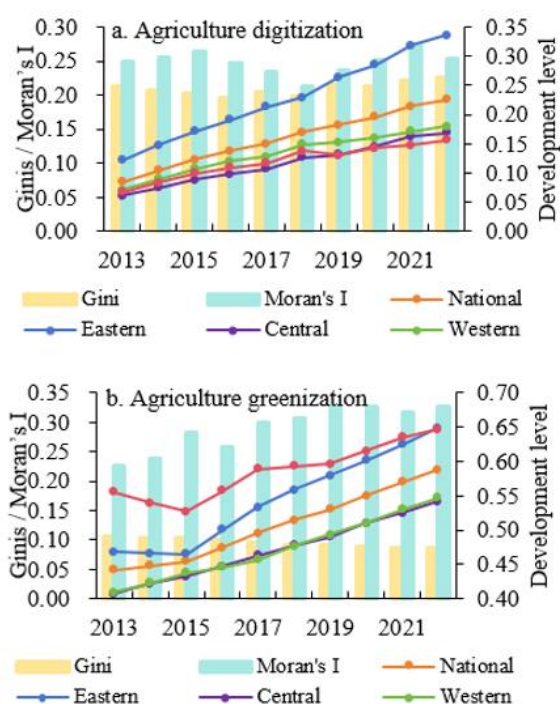 a. Agriculture digitization
Ginis / Moran's I
0.30
0.25
0.20
0.15
0.10
0.05
0.00
Development level
0.35
0.30
0.25
0.20
0.15
0.10
0.05
0.00
2013 2015 2017 2019 2021
Gini Moran's I National
Eastern Central Western
b. Agriculture greenization
Ginis / Moran's I
0.35
0.30
0.25
0.20
0.15
0.10
0.05
0.00
Development level
0.70
0.65
0.60
0.55
0.50
0.45
0.40
2013 2015 2017 2019 2021
Gini Moran's I National
Eastern Central Western